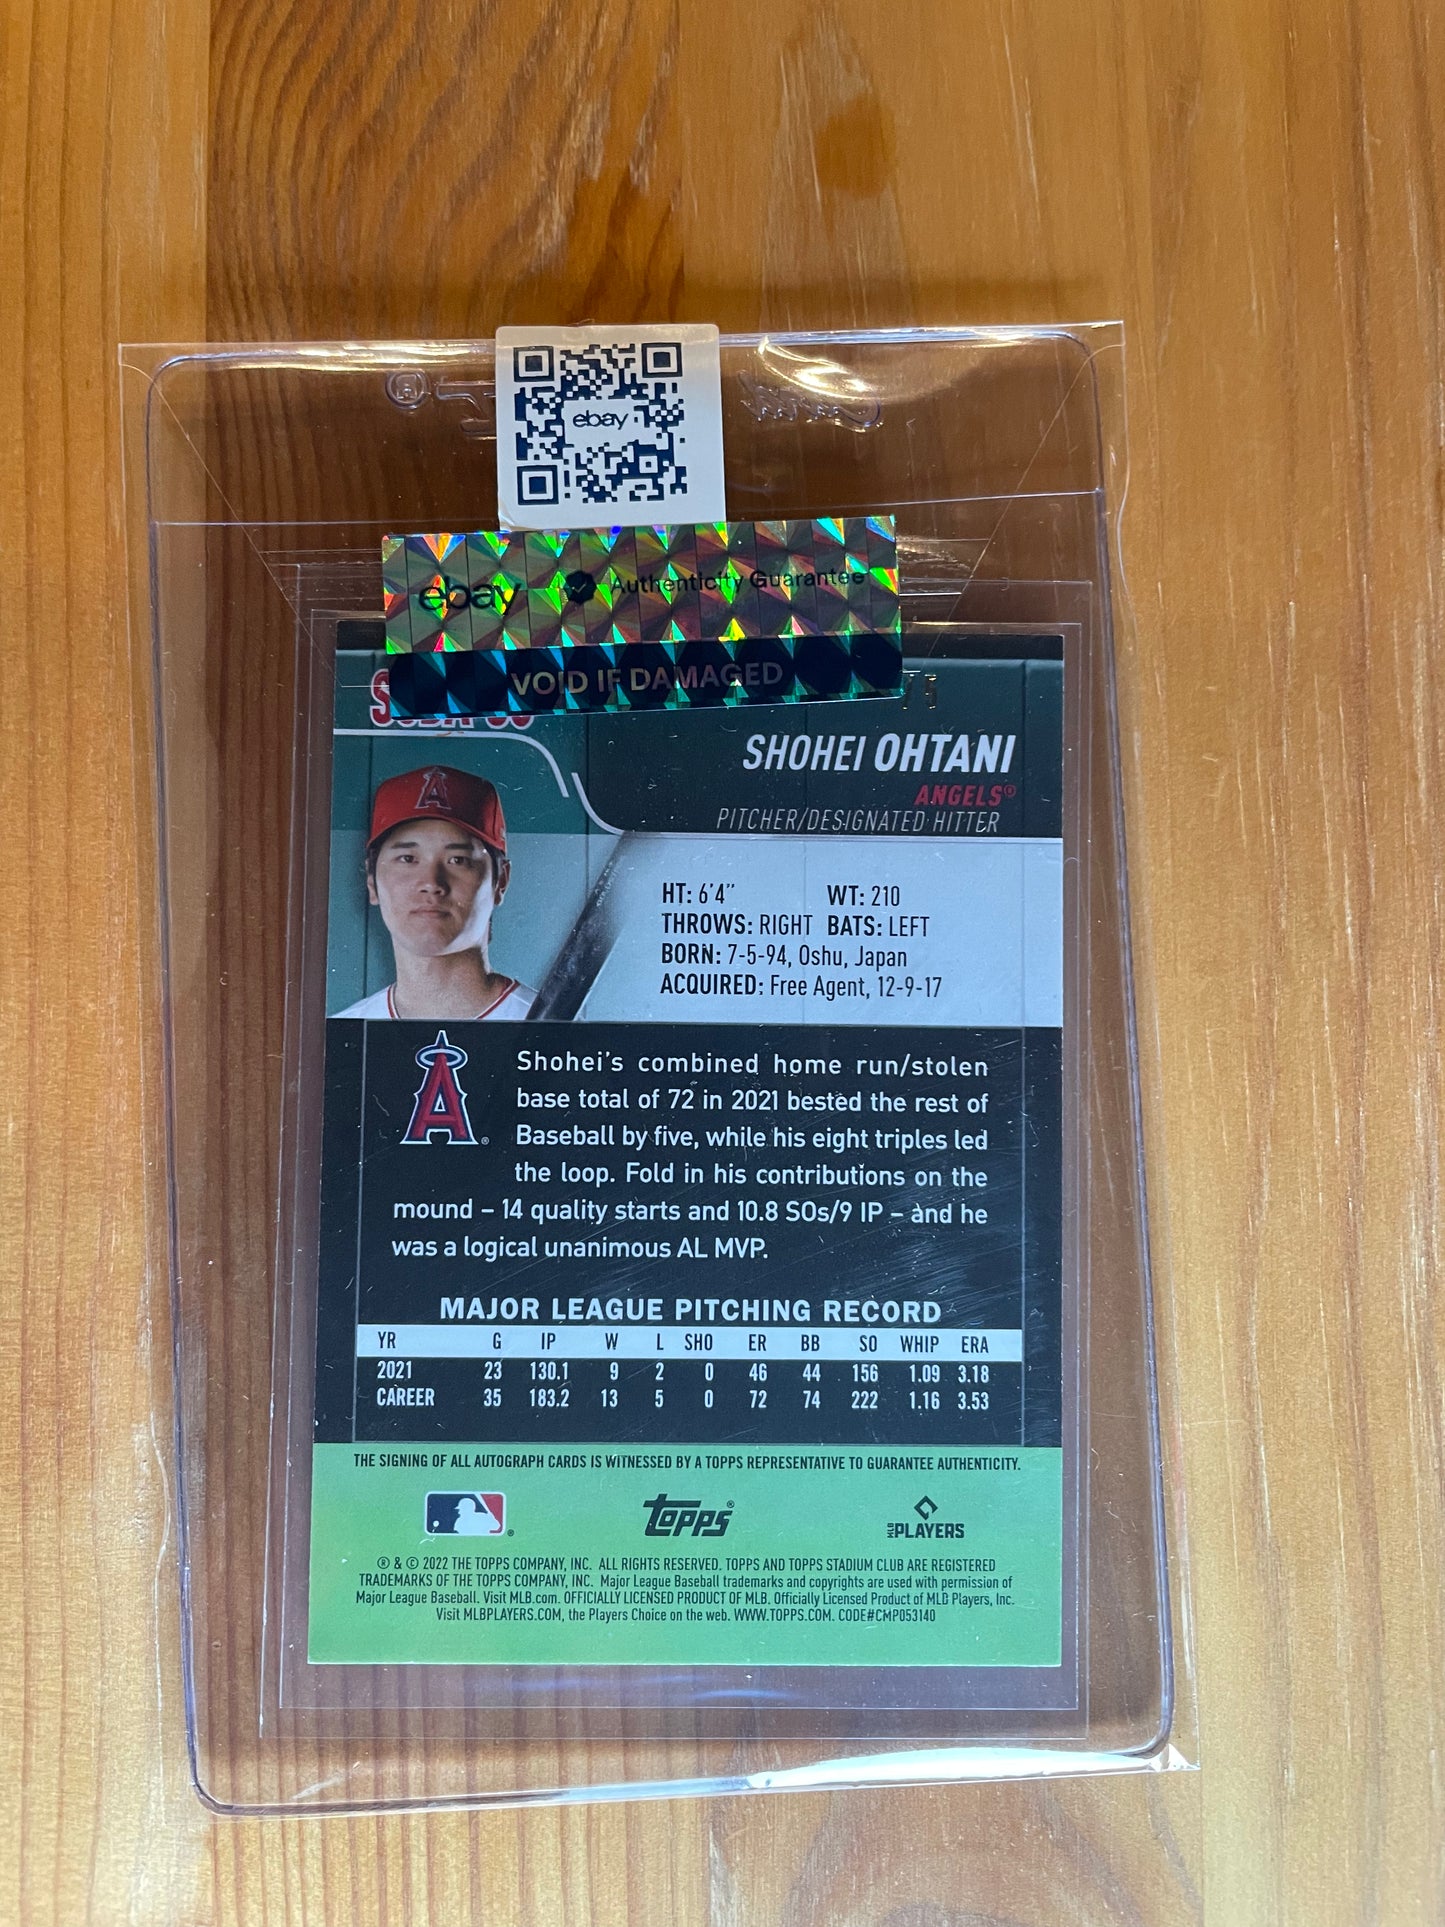 ebay
ebay Authenticity Guarantee
VOID IF DAMAGED
/5
SHOHEI OHTANI
ANGELS®
PITCHER/DESIGNATED HITTER
HT: 6'4" WT: 210
THROWS: RIGHT BATS: LEFT
BORN: 7-5-94, Oshu, Japan
ACQUIRED: Free Agent, 12-9-17
A®
Shohei's combined home run/stolen
base total of 72 in 2021 bested the rest of
Baseball by five, while his eight triples led
the loop. Fold in his contributions on the
mound – 14 quality starts and 10.8 SOs/9 IP – and he
was a logical unanimous AL MVP.
MAJOR LEAGUE PITCHING RECORD
YR G IP W L SHO ER BB SO WHIP ERA
2021 23 130.1 9 2 0 46 44 156 1.09 3.18
CAREER 35 183.2 13 5 0 72 74 222 1.16 3.53
THE SIGNING OF ALL AUTOGRAPH CARDS IS WITNESSED BY A TOPPS REPRESENTATIVE TO GUARANTEE AUTHENTICITY.
topps® MLB PLAYERS
® & © 2022 THE TOPPS COMPANY, INC. ALL RIGHTS RESERVED. TOPPS AND TOPPS STADIUM CLUB ARE REGISTERED
TRADEMARKS OF THE TOPPS COMPANY, INC. Major League Baseball trademarks and copyrights are used with permission of
Major League Baseball. Visit MLB.com. OFFICIALLY LICENSED PRODUCT OF MLB. Officially Licensed Product of MLB Players, Inc.
Visit MLBPLAYERS.COM, the Players Choice on the web. WWW.TOPPS.COM. CODE#CMP053140